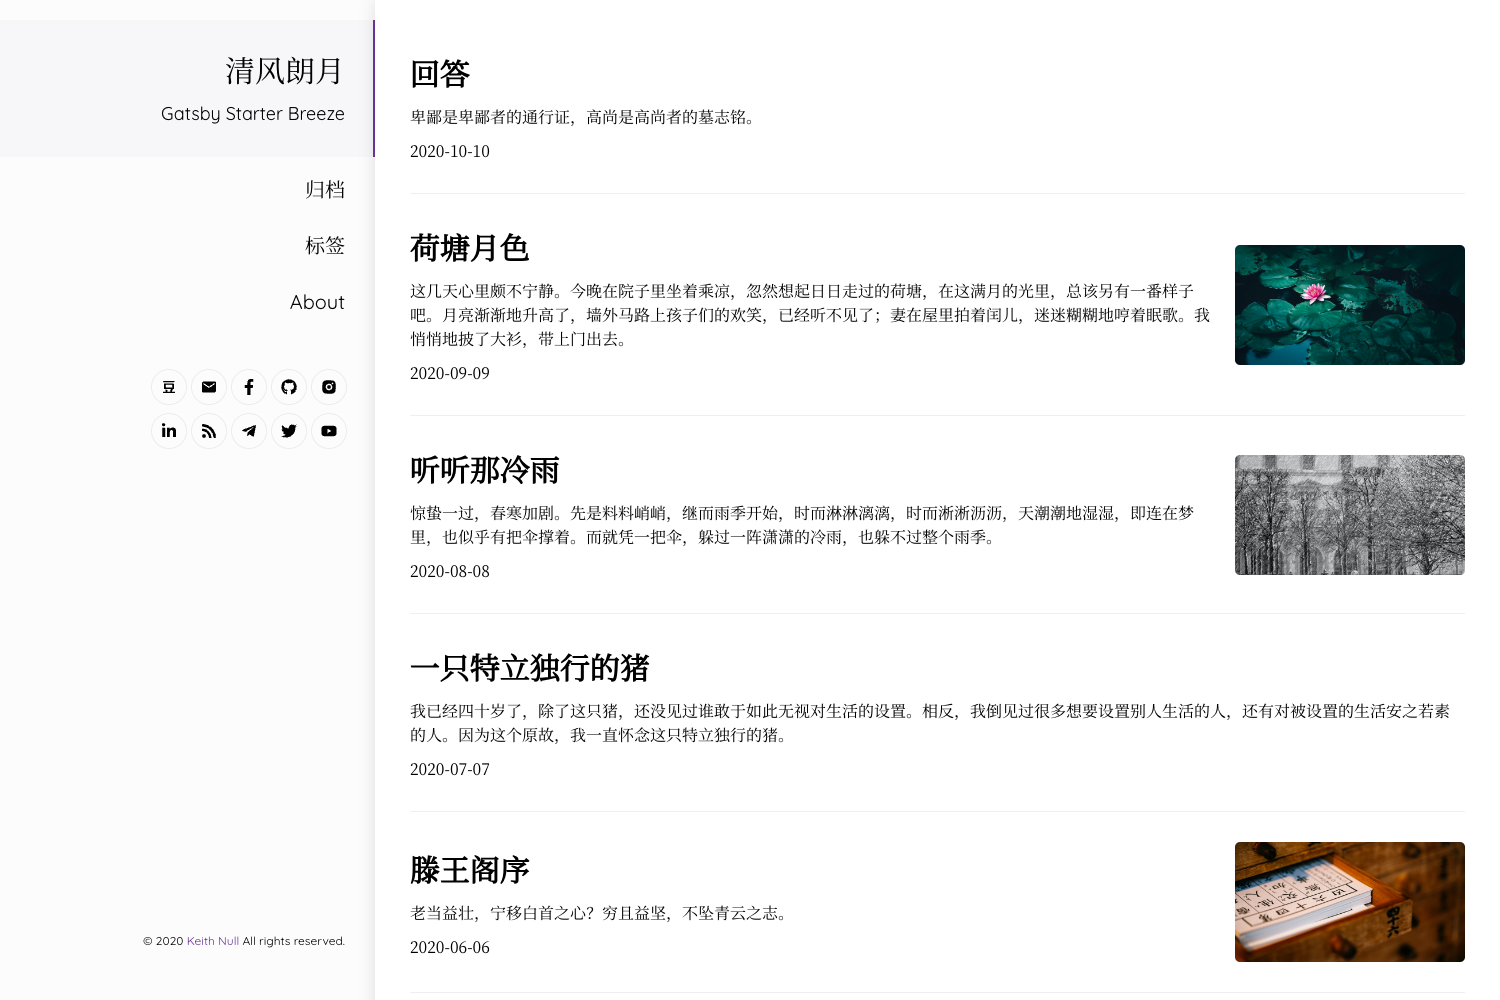 清风朗月
Gatsby Starter Breeze
归档
标签
About
豆
© 2020 Keith Null All rights reserved.
回答
卑鄙是卑鄙者的通行证，高尚是高尚者的墓志铭。
2020-10-10
荷塘月色
这几天心里颇不宁静。今晚在院子里坐着乘凉，忽然想起日日走过的荷塘，在这满月的光里，总该另有一番样子
吧。月亮渐渐地升高了，墙外马路上孩子们的欢笑，已经听不见了；妻在屋里拍着闰儿，迷迷糊糊地哼着眠歌。我
悄悄地披了大衫，带上门出去。
2020-09-09
听听那冷雨
惊蛰一过，春寒加剧。先是料料峭峭，继而雨季开始，时而淋淋漓漓，时而淅淅沥沥，天潮潮地湿湿，即连在梦
里，也似乎有把伞撑着。而就凭一把伞，躲过一阵潇潇的冷雨，也躲不过整个雨季。
2020-08-08
一只特立独行的猪
我已经四十岁了，除了这只猪，还没见过谁敢于如此无视对生活的设置。相反，我倒见过很多想要设置别人生活的人，还有对被设置的生活安之若素
的人。因为这个原故，我一直怀念这只特立独行的猪。
2020-07-07
滕王阁序
老当益壮，宁移白首之心？穷且益坚，不坠青云之志。
2020-06-06